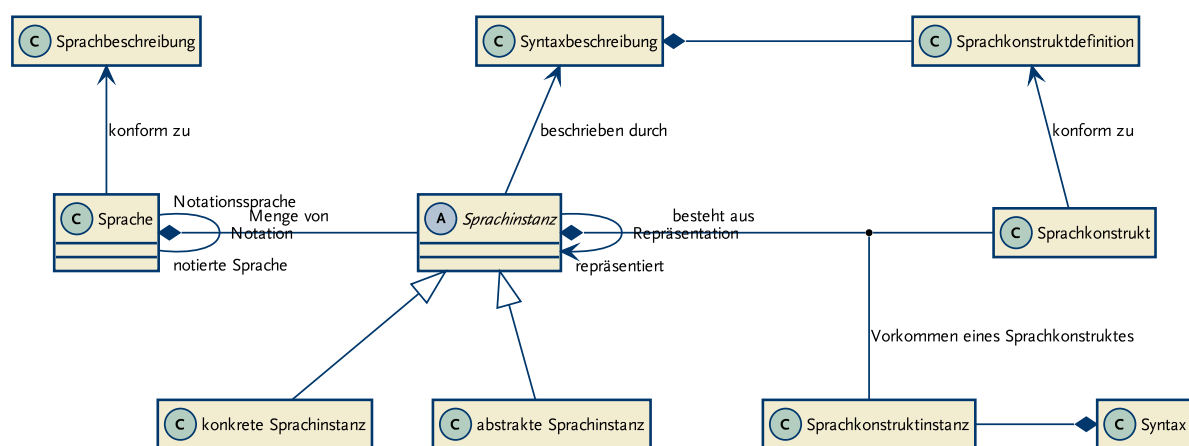 C Sprachbeschreibung
C Syntaxbeschreibung
C Sprachkonstruktdefinition
konform zu
beschrieben durch
konform zu
C Sprache
Notationssprache
Menge von
Notation
notierte Sprache
A Sprachinstanz
besteht aus
Repräsentation
repräsentiert
C Sprachkonstrukt
Vorkommen eines Sprachkonstruktes
C konkrete Sprachinstanz
C abstrakte Sprachinstanz
C Sprachkonstruktinstanz
C Syntax